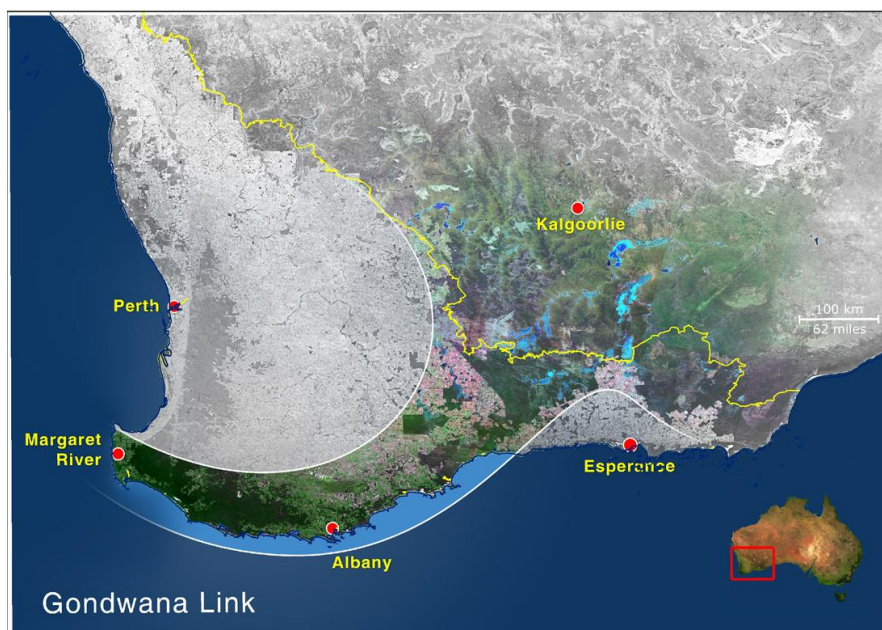 Kalgoorlie
Perth
100 km
62 miles
Margaret
River
Esperance
Albany
Gondwana Link